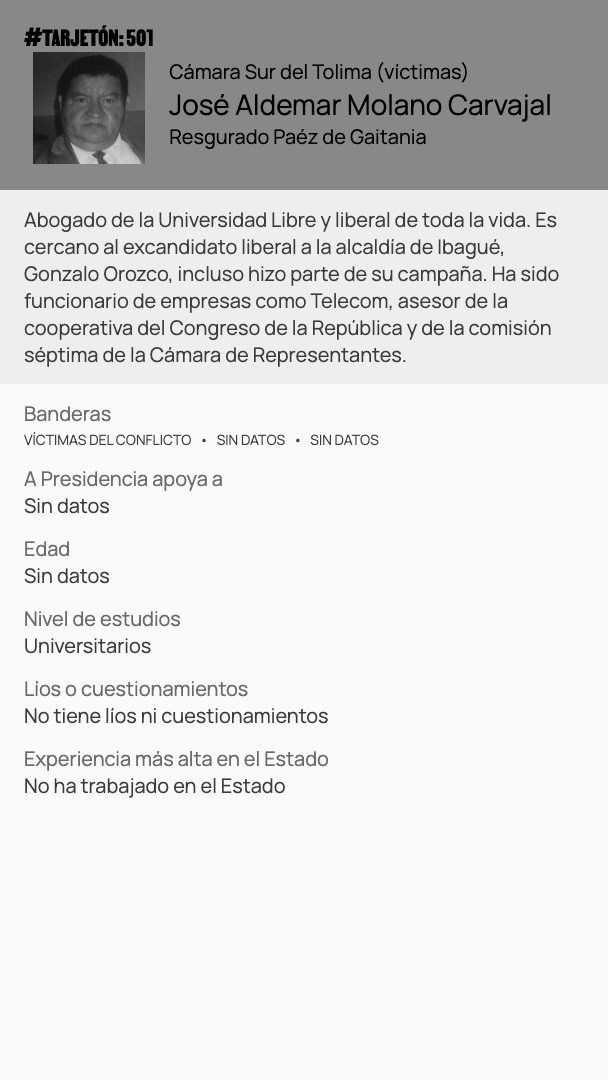 #TARJETÓN: 501
Cámara Sur del Tolima (víctimas)
José Aldemar Molano Carvajal
Resgurado Paéz de Gaitania
Abogado de la Universidad Libre y liberal de toda la vida. Es
cercano al excandidato liberal a la alcaldía de Ibagué,
Gonzalo Orozco, incluso hizo parte de su campaña. Ha sido
funcionario de empresas como Telecom, asesor de la
cooperativa del Congreso de la República y de la comisión
séptima de la Cámara de Representantes.
Banderas
VÍCTIMAS DEL CONFLICTO • SIN DATOS • SIN DATOS
A Presidencia apoya a
Sin datos
Edad
Sin datos
Nivel de estudios
Universitarios
Líos o cuestionamientos
No tiene líos ni cuestionamientos
Experiencia más alta en el Estado
No ha trabajado en el Estado